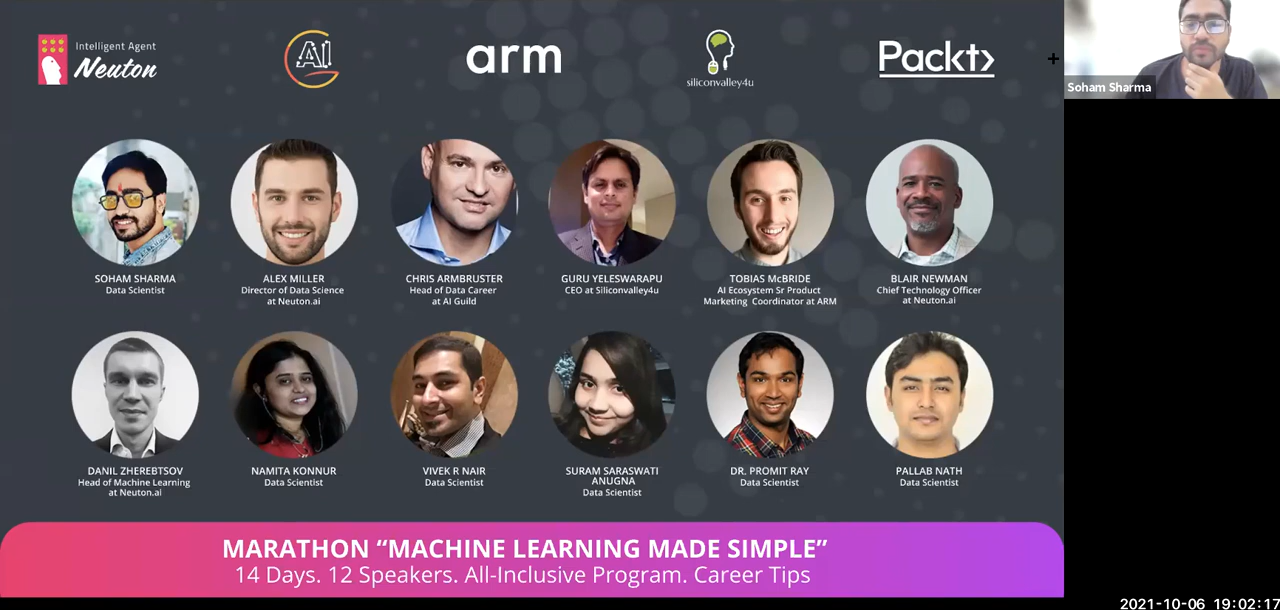 Intelligent Agent
Neuton
AI
arm
siliconvalley4u
Packt>
Soham Sharma
SOHAM SHARMA
Data Scientist
ALEX MILLER
Director of Data Science
at Neuton.ai
CHRIS ARMBRUSTER
Head of Data Career
at AI Guild
GURU YELESWARAPU
CEO at Siliconvalley4u
TOBIAS McBRIDE
AI Ecosystem Sr Product
Marketing Coordinator at ARM
BLAIR NEWMAN
Chief Technology Officer
at Neuton.ai
DANIL ZHEREBTSOV
Head of Machine Learning
at Neuton.ai
NAMITA KONNUR
Data Scientist
VIVEK R NAIR
Data Scientist
SURAM SARASWATI
ANUGNA
Data Scientist
DR. PROMIT RAY
Data Scientist
PALLAB NATH
Data Scientist
MARATHON “MACHINE LEARNING MADE SIMPLE”
14 Days. 12 Speakers. All-Inclusive Program. Career Tips
2021-10-06 19:02:17